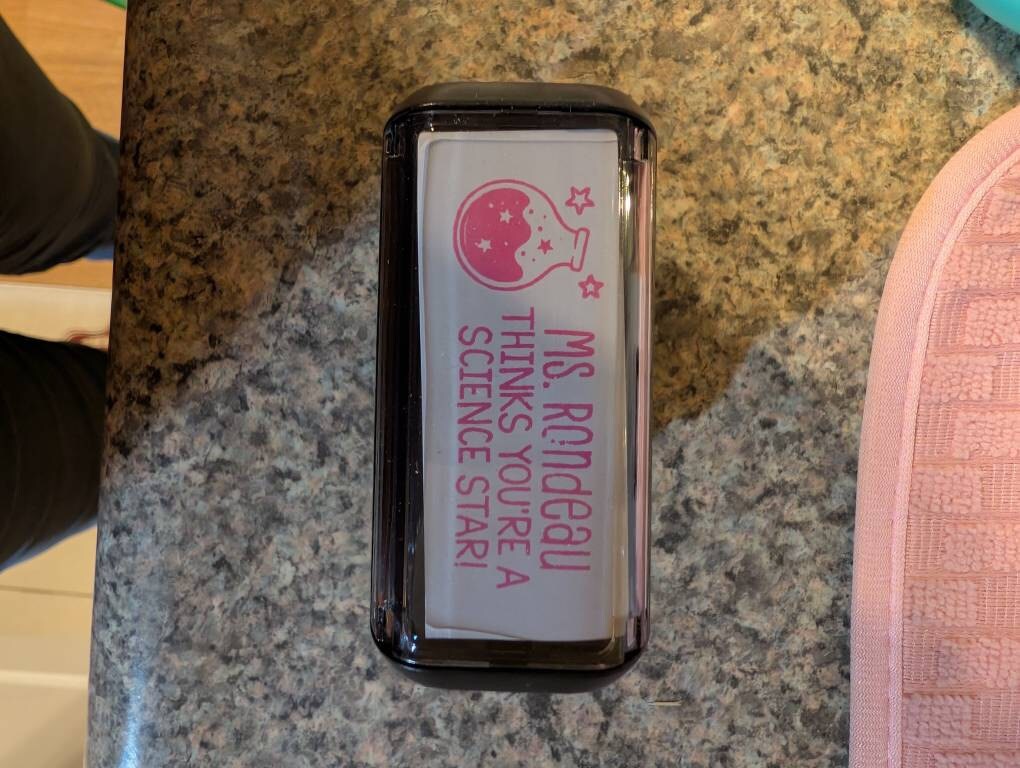 Ms. Rondeau
THINKS YOU'RE A
SCIENCE STAR!